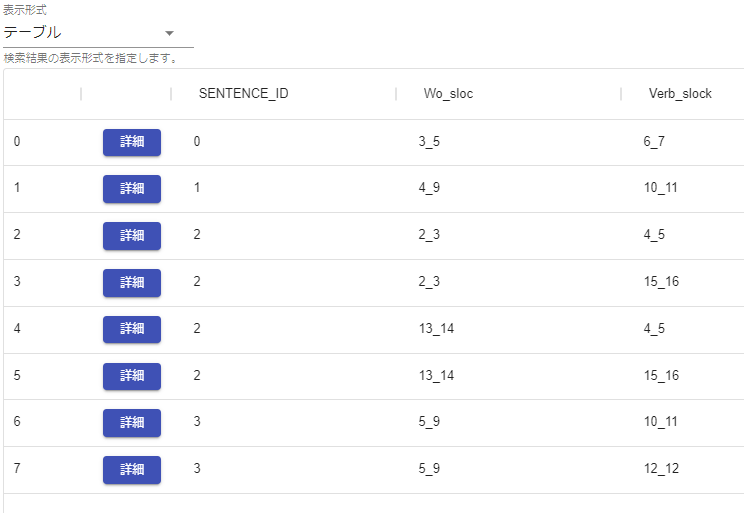 表示形式
テーブル
検索結果の表示形式を指定します。
SENTENCE_ID Wo_sloc Verb_slock
0 詳細 0 3_5 6_7
1 詳細 1 4_9 10_11
2 詳細 2 2_3 4_5
3 詳細 2 2_3 15_16
4 詳細 2 13_14 4_5
5 詳細 2 13_14 15_16
6 詳細 3 5_9 10_11
7 詳細 3 5_9 12_12